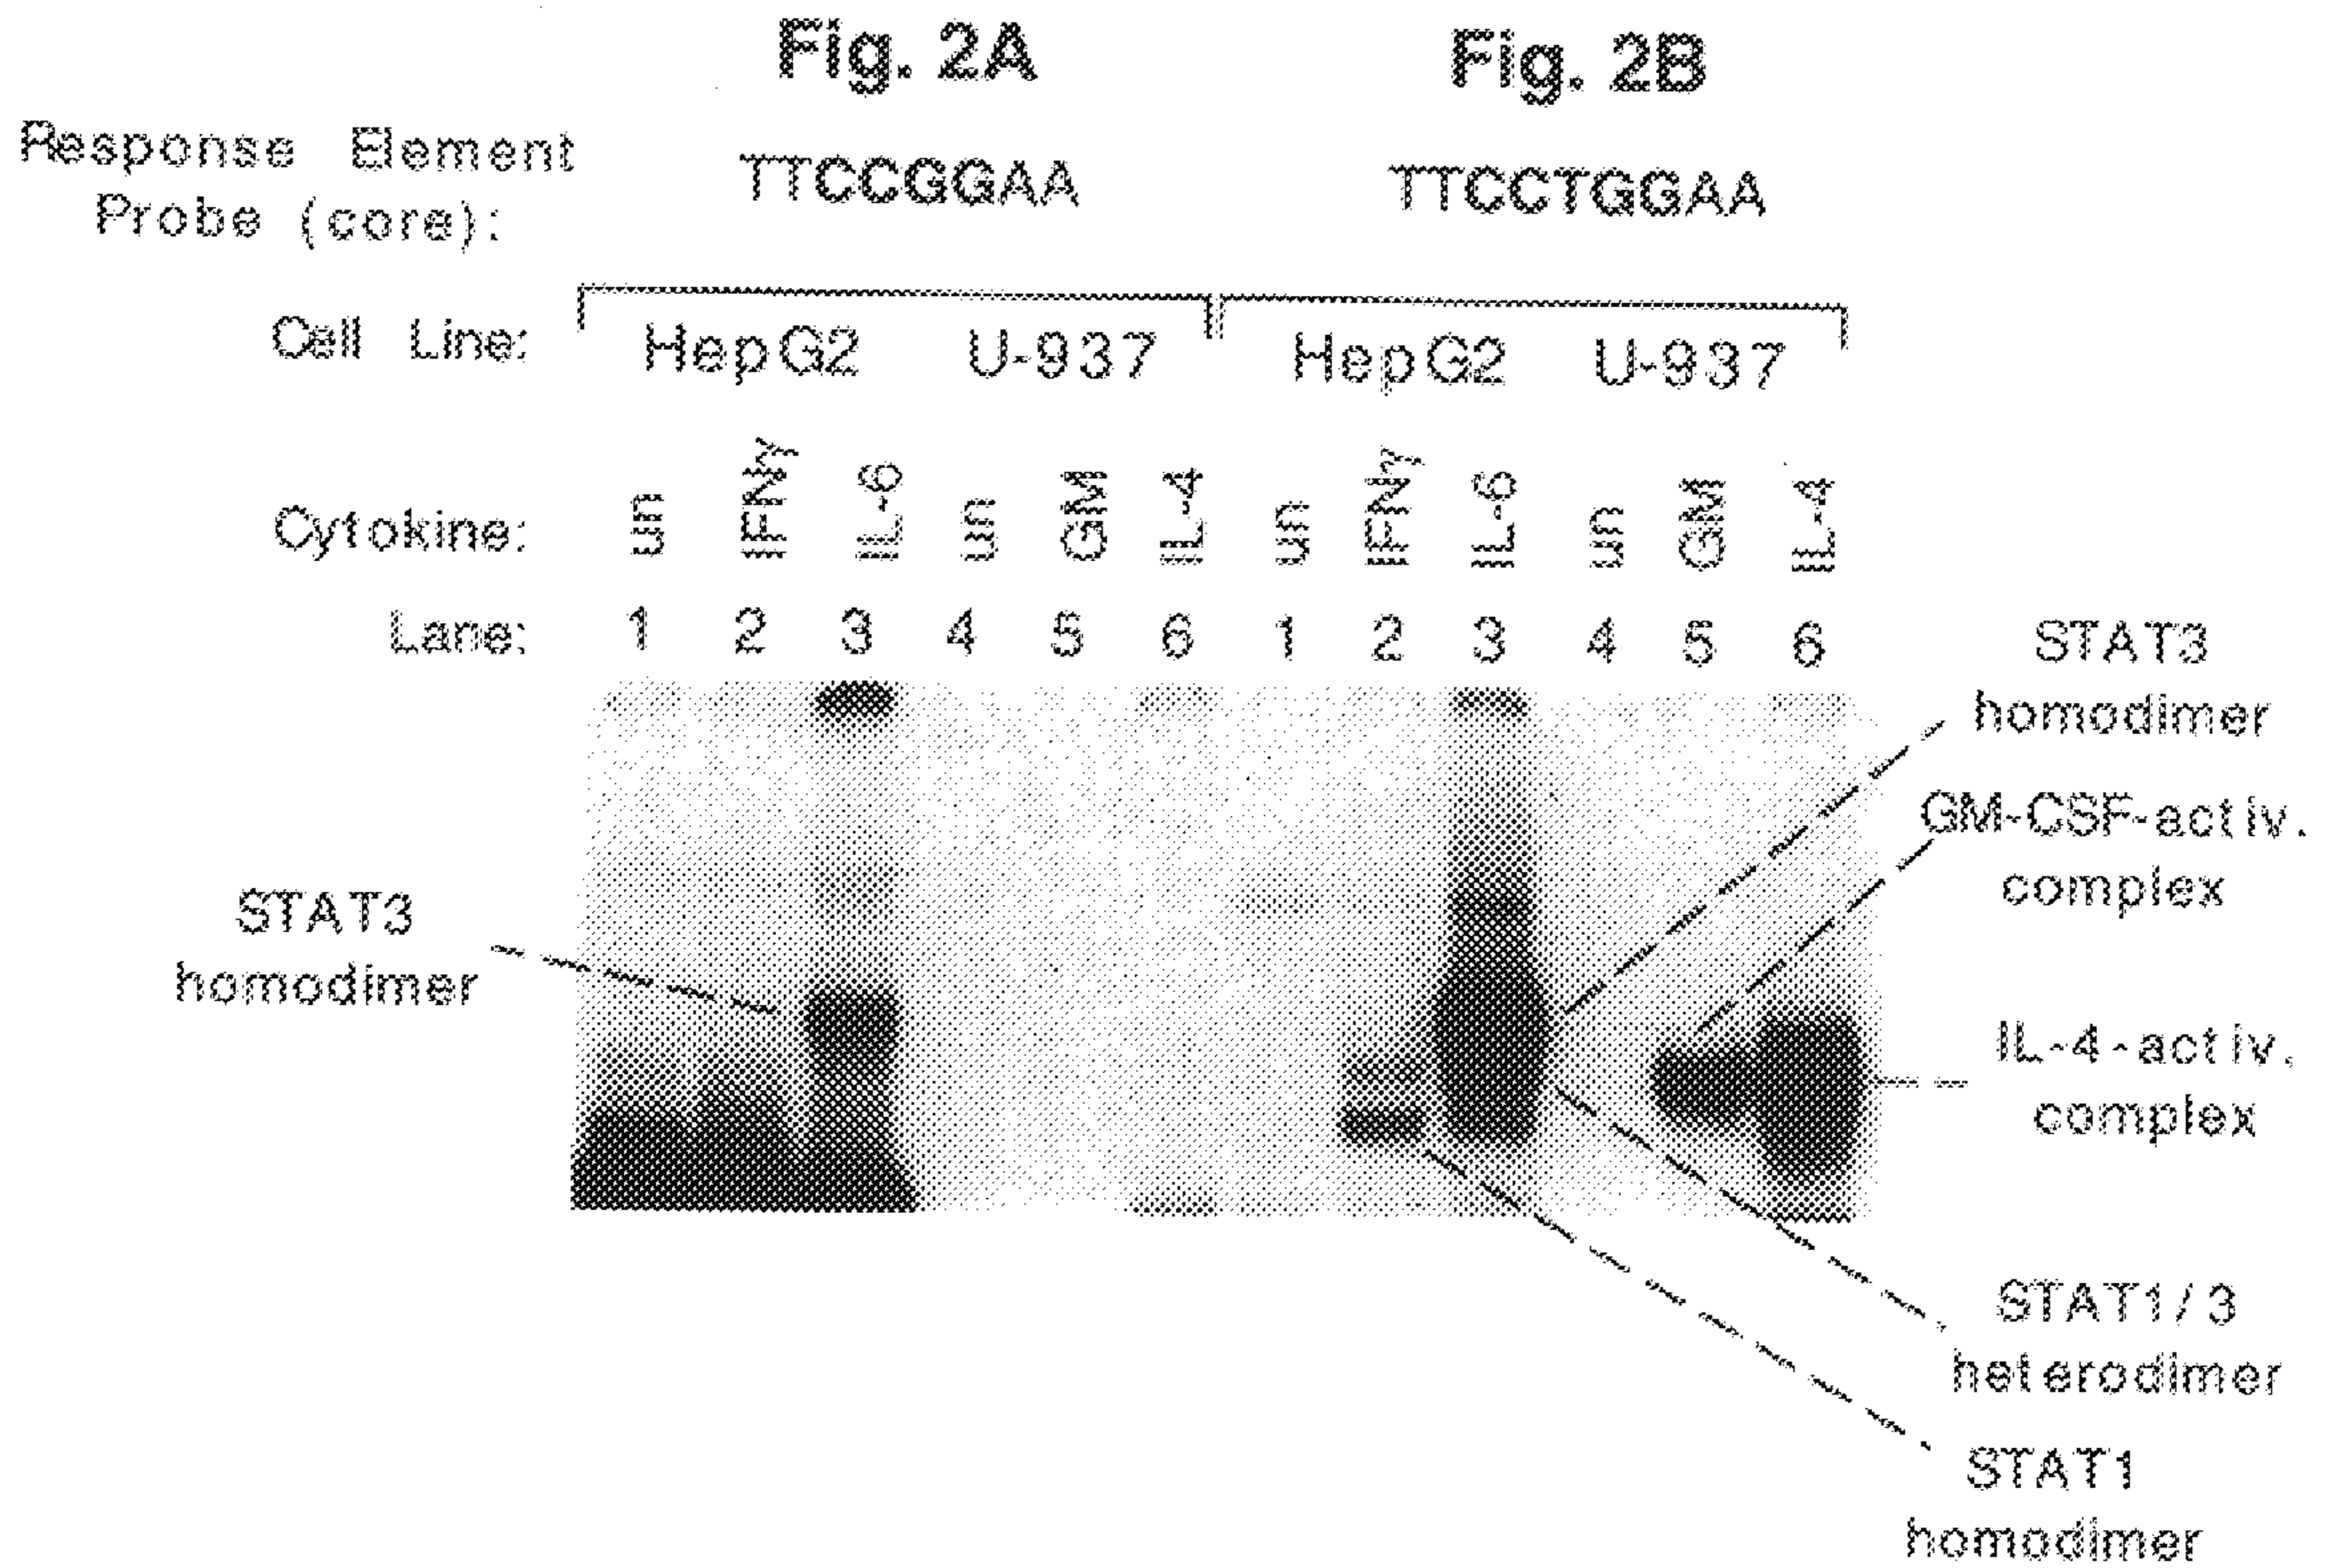 Fig. 2A Fig. 2B
Response Element
Probe (core):
TTCCGGAA TTCCTGGAA
Cell Line: HepG2 U-937 HepG2 U-937
Cytokine: un IFNγ IL-6 un GM IL-4 un IFNγ IL-6 un GM IL-4
Lane: 1 2 3 4 5 6 1 2 3 4 5 6
STAT3
homodimer
STAT3
homodimer
GM-CSF-activ.
complex
IL-4-activ.
complex
STAT1/3
heterodimer
STAT1
homodimer